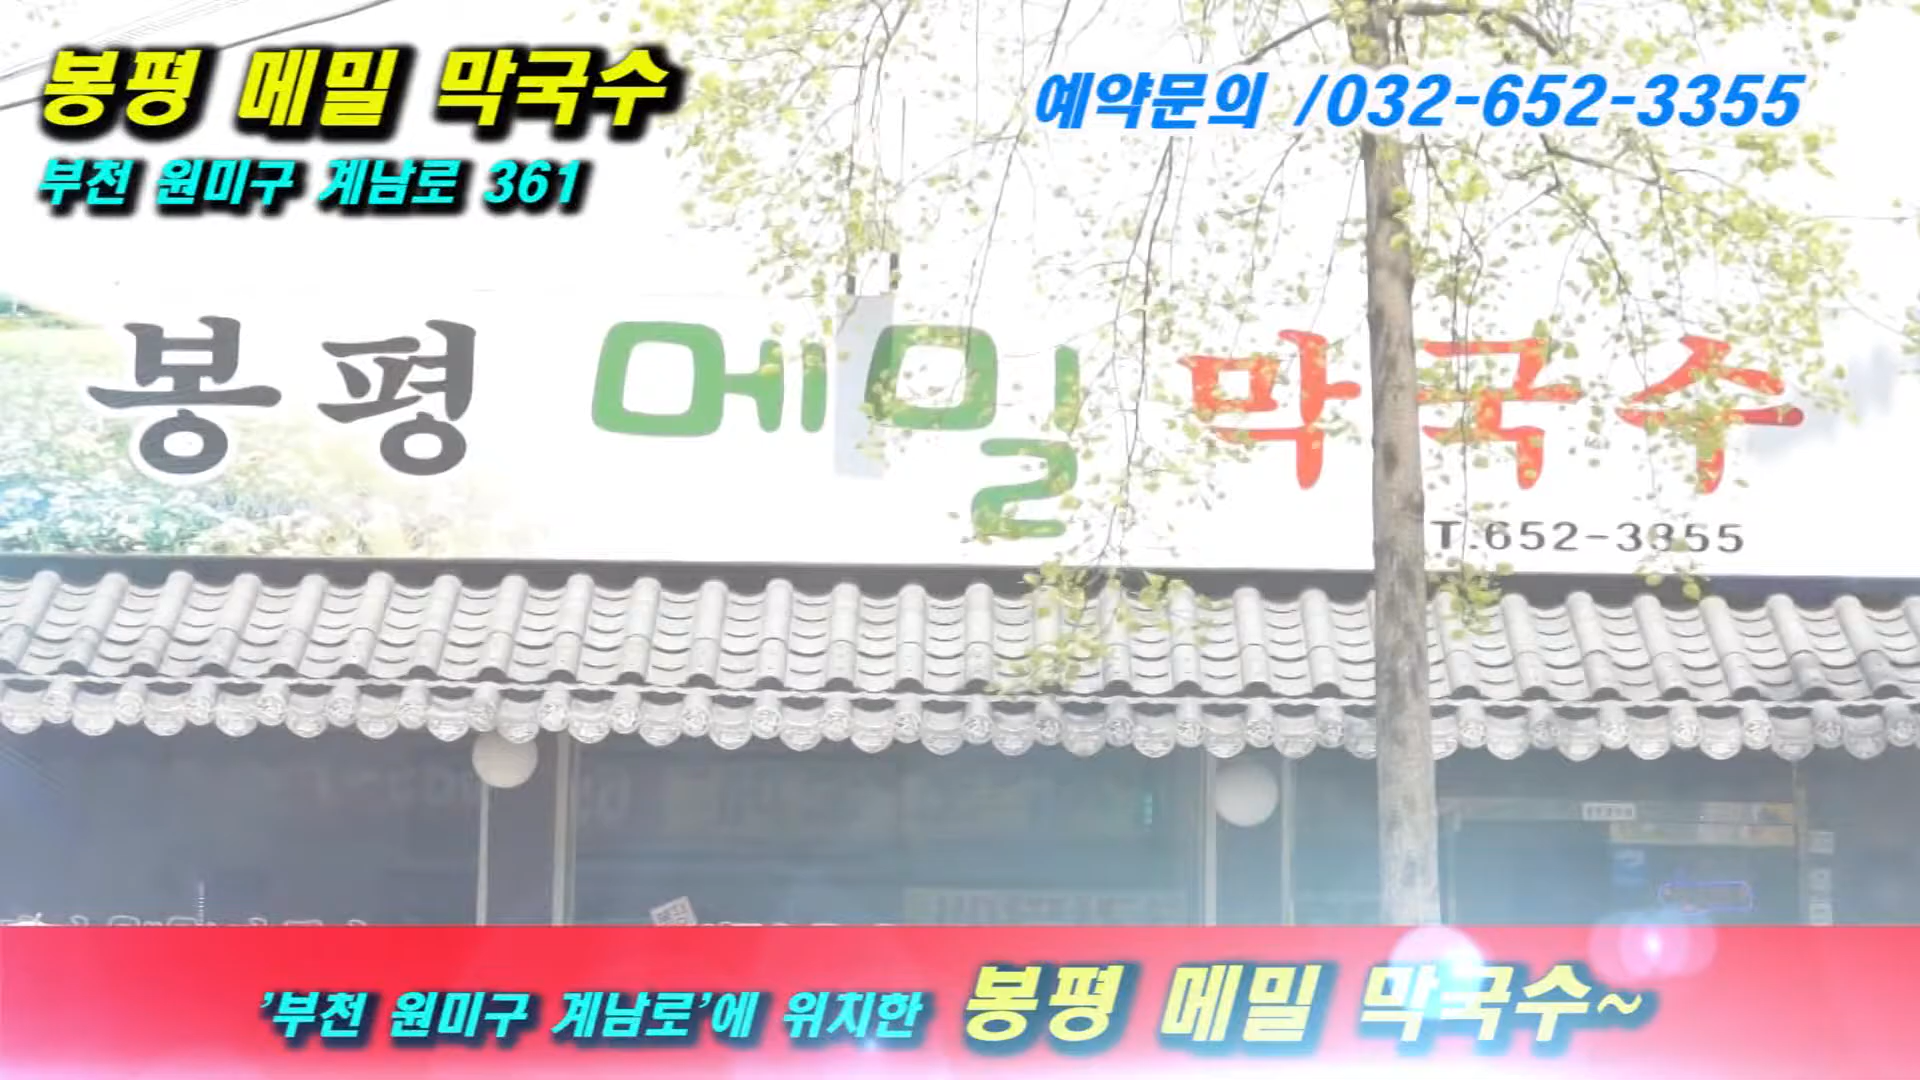 봉평 메밀 막국수
예약문의 /032-652-3355
부천 원미구 계남로 361
봉평 메밀 막국수
T.652-3355
'부천 원미구 계남로'에 위치한 봉평 메밀 막국수~